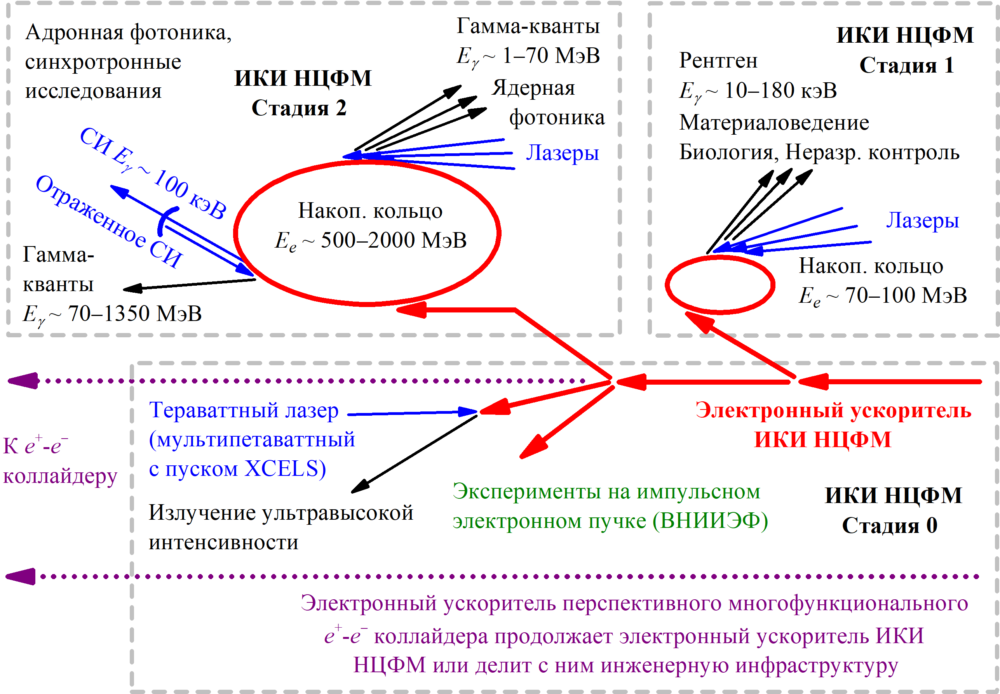 Адронная фотоника,
синхротронные
исследования
ИКИ НЦФМ
Стадия 2
Гамма-кванты
Eγ ~ 1–70 МэВ
Ядерная
фотоника
Лазеры
СИ Eγ ~ 100 кэВ
Отраженное СИ
Накоп. кольцо
Ee ~ 500–2000 МэВ
Гамма-
кванты
Eγ ~ 70–1350 МэВ
ИКИ НЦФМ
Стадия 1
Рентген
Eγ ~ 10–180 кэВ
Материаловедение
Биология, Неразр. контроль
Лазеры
Накоп. кольцо
Ee ~ 70–100 МэВ
Тераваттный лазер
(мультипетаваттный
с пуском XCELS)
Электронный ускоритель
ИКИ НЦФМ
К e⁺-e⁻
коллайдеру
Излучение ультравысокой
интенсивности
Эксперименты на импульсном
электронном пучке (ВНИИЭФ)
ИКИ НЦФМ
Стадия 0
Электронный ускоритель перспективного многофункционального
e⁺-e⁻ коллайдера продолжает электронный ускоритель ИКИ
НЦФМ или делит с ним инженерную инфраструктуру